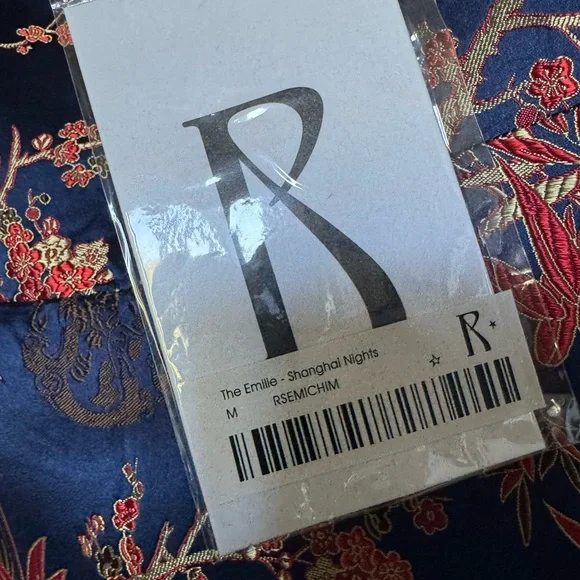 R
The Emilie - Shanghai Nights
M RSEMICHIM
R